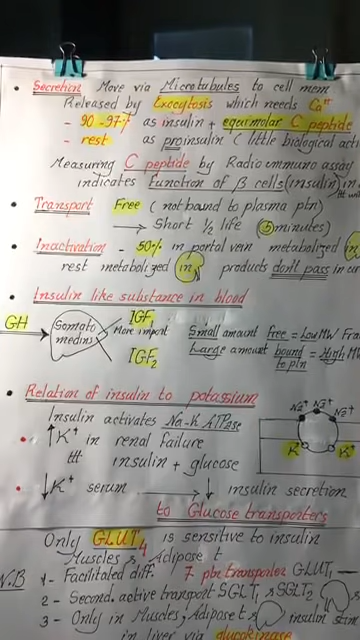 • Secretion Move via Microtubules to cell mem
Released by Exocytosis which needs Ca++
- 90-97% as insulin + equimolar C peptide
- rest as proinsulin (little biological acti
Measuring C peptide by Radioimmuno assay
indicates Function of β cells (insulin) in
• Transport Free (not bound to plasma ptn)
→ Short 1/2 life (5 minutes)
• Inactivation - 50% in portal vein metabolized
rest metabolized in products don't pass in
• Insulin like substance in blood
GH → Somatomedins IGF1 More import IGF2
Small amount Free = Low MW Fra
Large amount bound to ptn = High M
• Relation of insulin to potassium
Insulin activates Na-K ATPase
• ↑K+ in renal failure
ttt insulin + glucose
• ↓K+ serum → ↓ insulin secretion
Na+ Na+ Na+
K+ K+
to Glucose transporters
Only GLUT4 is sensitive to insulin
Muscles & Adipose t
N.B 1- Facilitated diff. 7 ptn transporter GLUT1 -
2- Second. active transport SGLT1, SGLT2
3- Only in Muscles, Adipose t insulin
in liver via glucokinase